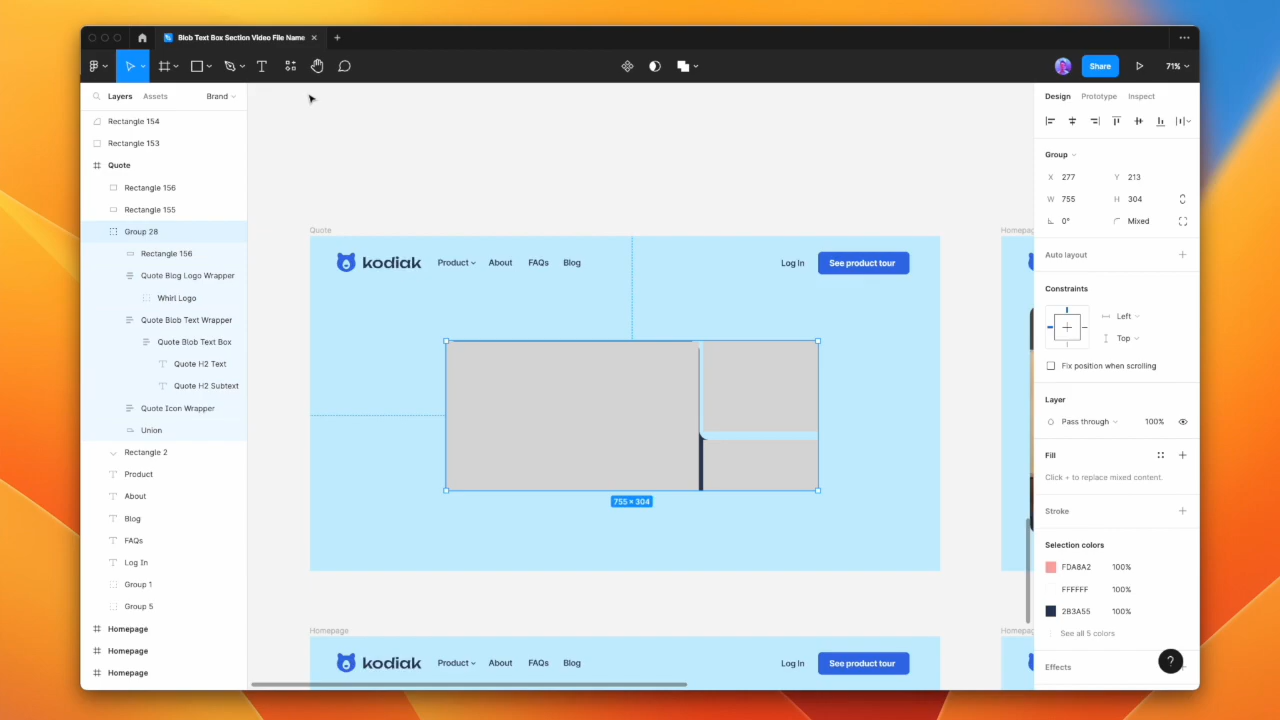 Blob Text Box Section Video File Name
Share
71%
Layers
Assets
Brand
Rectangle 154
Rectangle 153
Quote
Rectangle 156
Rectangle 155
Group 28
Rectangle 156
Quote Blog Logo Wrapper
Whirl Logo
Quote Blob Text Wrapper
Quote Blob Text Box
Quote H2 Text
Quote H2 Subtext
Quote Icon Wrapper
Union
Rectangle 2
Product
About
Blog
FAQs
Log In
Group 1
Group 5
Homepage
Homepage
Homepage
Quote
Homepag
kodiak
Product
About
FAQs
Blog
Log In
See product tour
755 × 304
Homepage
Homepag
kodiak
Product
About
FAQs
Blog
Log In
See product tour
Design
Prototype
Inspect
Group
X 277
Y 213
W 755
H 304
0°
Mixed
Auto layout
Constraints
Left
Top
Fix position when scrolling
Layer
Pass through
100%
Fill
Click + to replace mixed content.
Stroke
Selection colors
FDA8A2 100%
FFFFFF 100%
2B3A55 100%
See all 5 colors
Effects
?